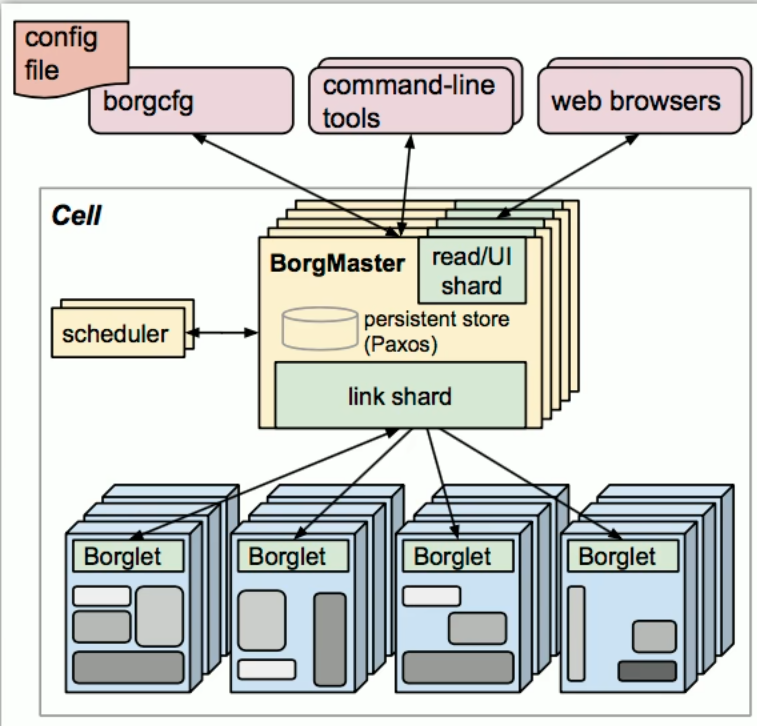 config
file
borgcfg
command-line
tools
web browsers
Cell
BorgMaster
read/UI
shard
persistent store
(Paxos)
scheduler
link shard
Borglet
Borglet
Borglet
Borglet